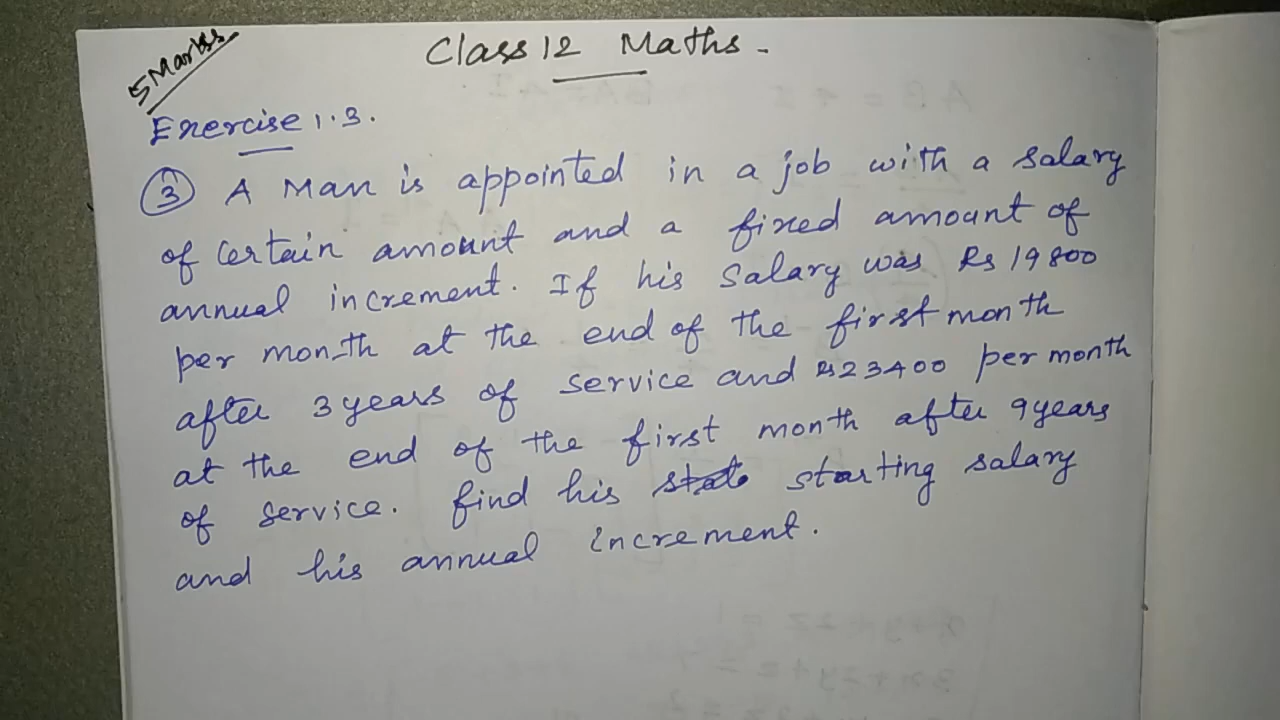 5 Marks
Class 12 Maths -
Exercise 1.3.
③ A Man is appointed in a job with a salary
of certain amount and a fixed amount of
annual increment. If his Salary was Rs 19800
per month at the end of the first month
after 3 years of service and Rs 23400 per month
at the end of the first month after 9 years
of service. find his starting salary
and his annual increment.